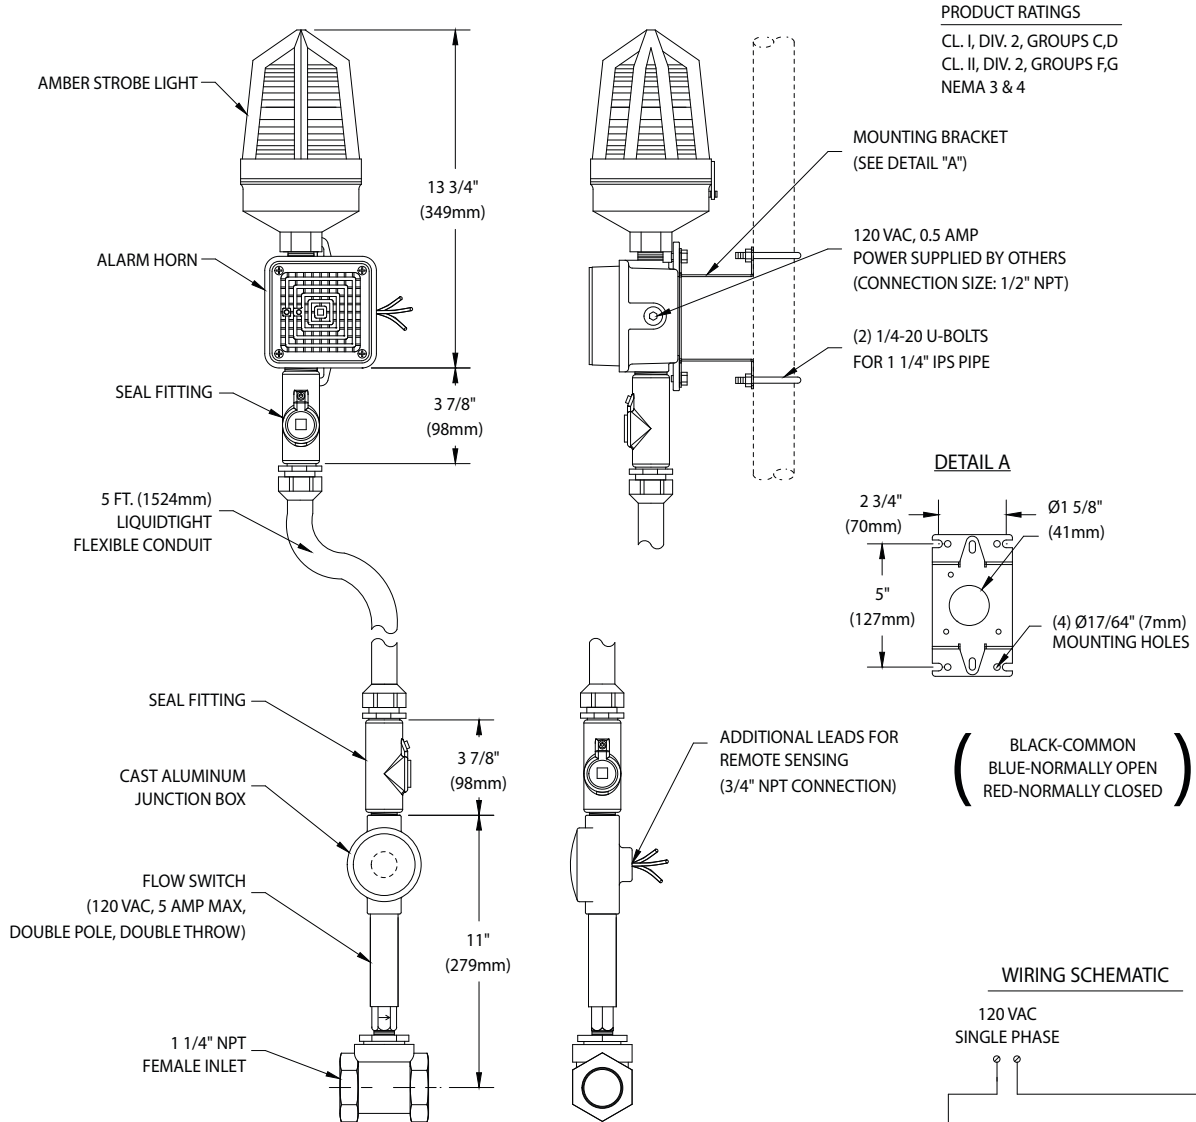 PRODUCT RATINGS
CL. I, DIV. 2, GROUPS C,D
CL. II, DIV. 2, GROUPS F,G
NEMA 3 & 4
AMBER STROBE LIGHT
13 3/4"
(349mm)
MOUNTING BRACKET
(SEE DETAIL "A")
ALARM HORN
120 VAC, 0.5 AMP
POWER SUPPLIED BY OTHERS
(CONNECTION SIZE: 1/2" NPT)
(2) 1/4-20 U-BOLTS
FOR 1 1/4" IPS PIPE
SEAL FITTING
3 7/8"
(98mm)
5 FT. (1524mm)
LIQUIDTIGHT
FLEXIBLE CONDUIT
DETAIL A
2 3/4"
(70mm)
Ø1 5/8"
(41mm)
5"
(127mm)
(4) Ø17/64" (7mm)
MOUNTING HOLES
SEAL FITTING
3 7/8"
(98mm)
CAST ALUMINUM
JUNCTION BOX
ADDITIONAL LEADS FOR
REMOTE SENSING
(3/4" NPT CONNECTION)
( BLACK-COMMON
BLUE-NORMALLY OPEN
RED-NORMALLY CLOSED )
FLOW SWITCH
(120 VAC, 5 AMP MAX,
DOUBLE POLE, DOUBLE THROW)
11"
(279mm)
1 1/4" NPT
FEMALE INLET
WIRING SCHEMATIC
120 VAC
SINGLE PHASE